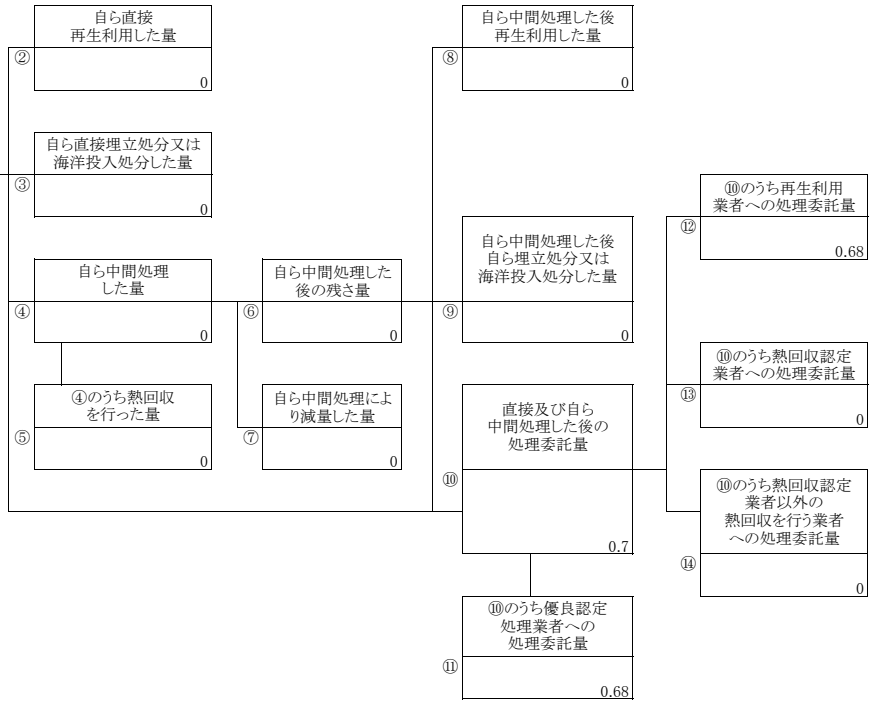 自ら直接
再生利用した量
②
0
自ら中間処理した後
再生利用した量
⑧
0
自ら直接埋立処分又は
海洋投入処分した量
③
0
⑩のうち再生利用
業者への処理委託量
⑫
0.68
自ら中間処理
した量
④
0
自ら中間処理した
後の残さ量
⑥
0
自ら中間処理した後
自ら埋立処分又は
海洋投入処分した量
⑨
0
⑩のうち熱回収認定
業者への処理委託量
⑬
0
④のうち熱回収
を行った量
⑤
0
自ら中間処理によ
り減量した量
⑦
0
直接及び自ら
中間処理した後の
処理委託量
⑩
0.7
⑩のうち熱回収認定
業者以外の
熱回収を行う業者
への処理委託量
⑭
0
⑩のうち優良認定
処理業者への
処理委託量
⑪
0.68